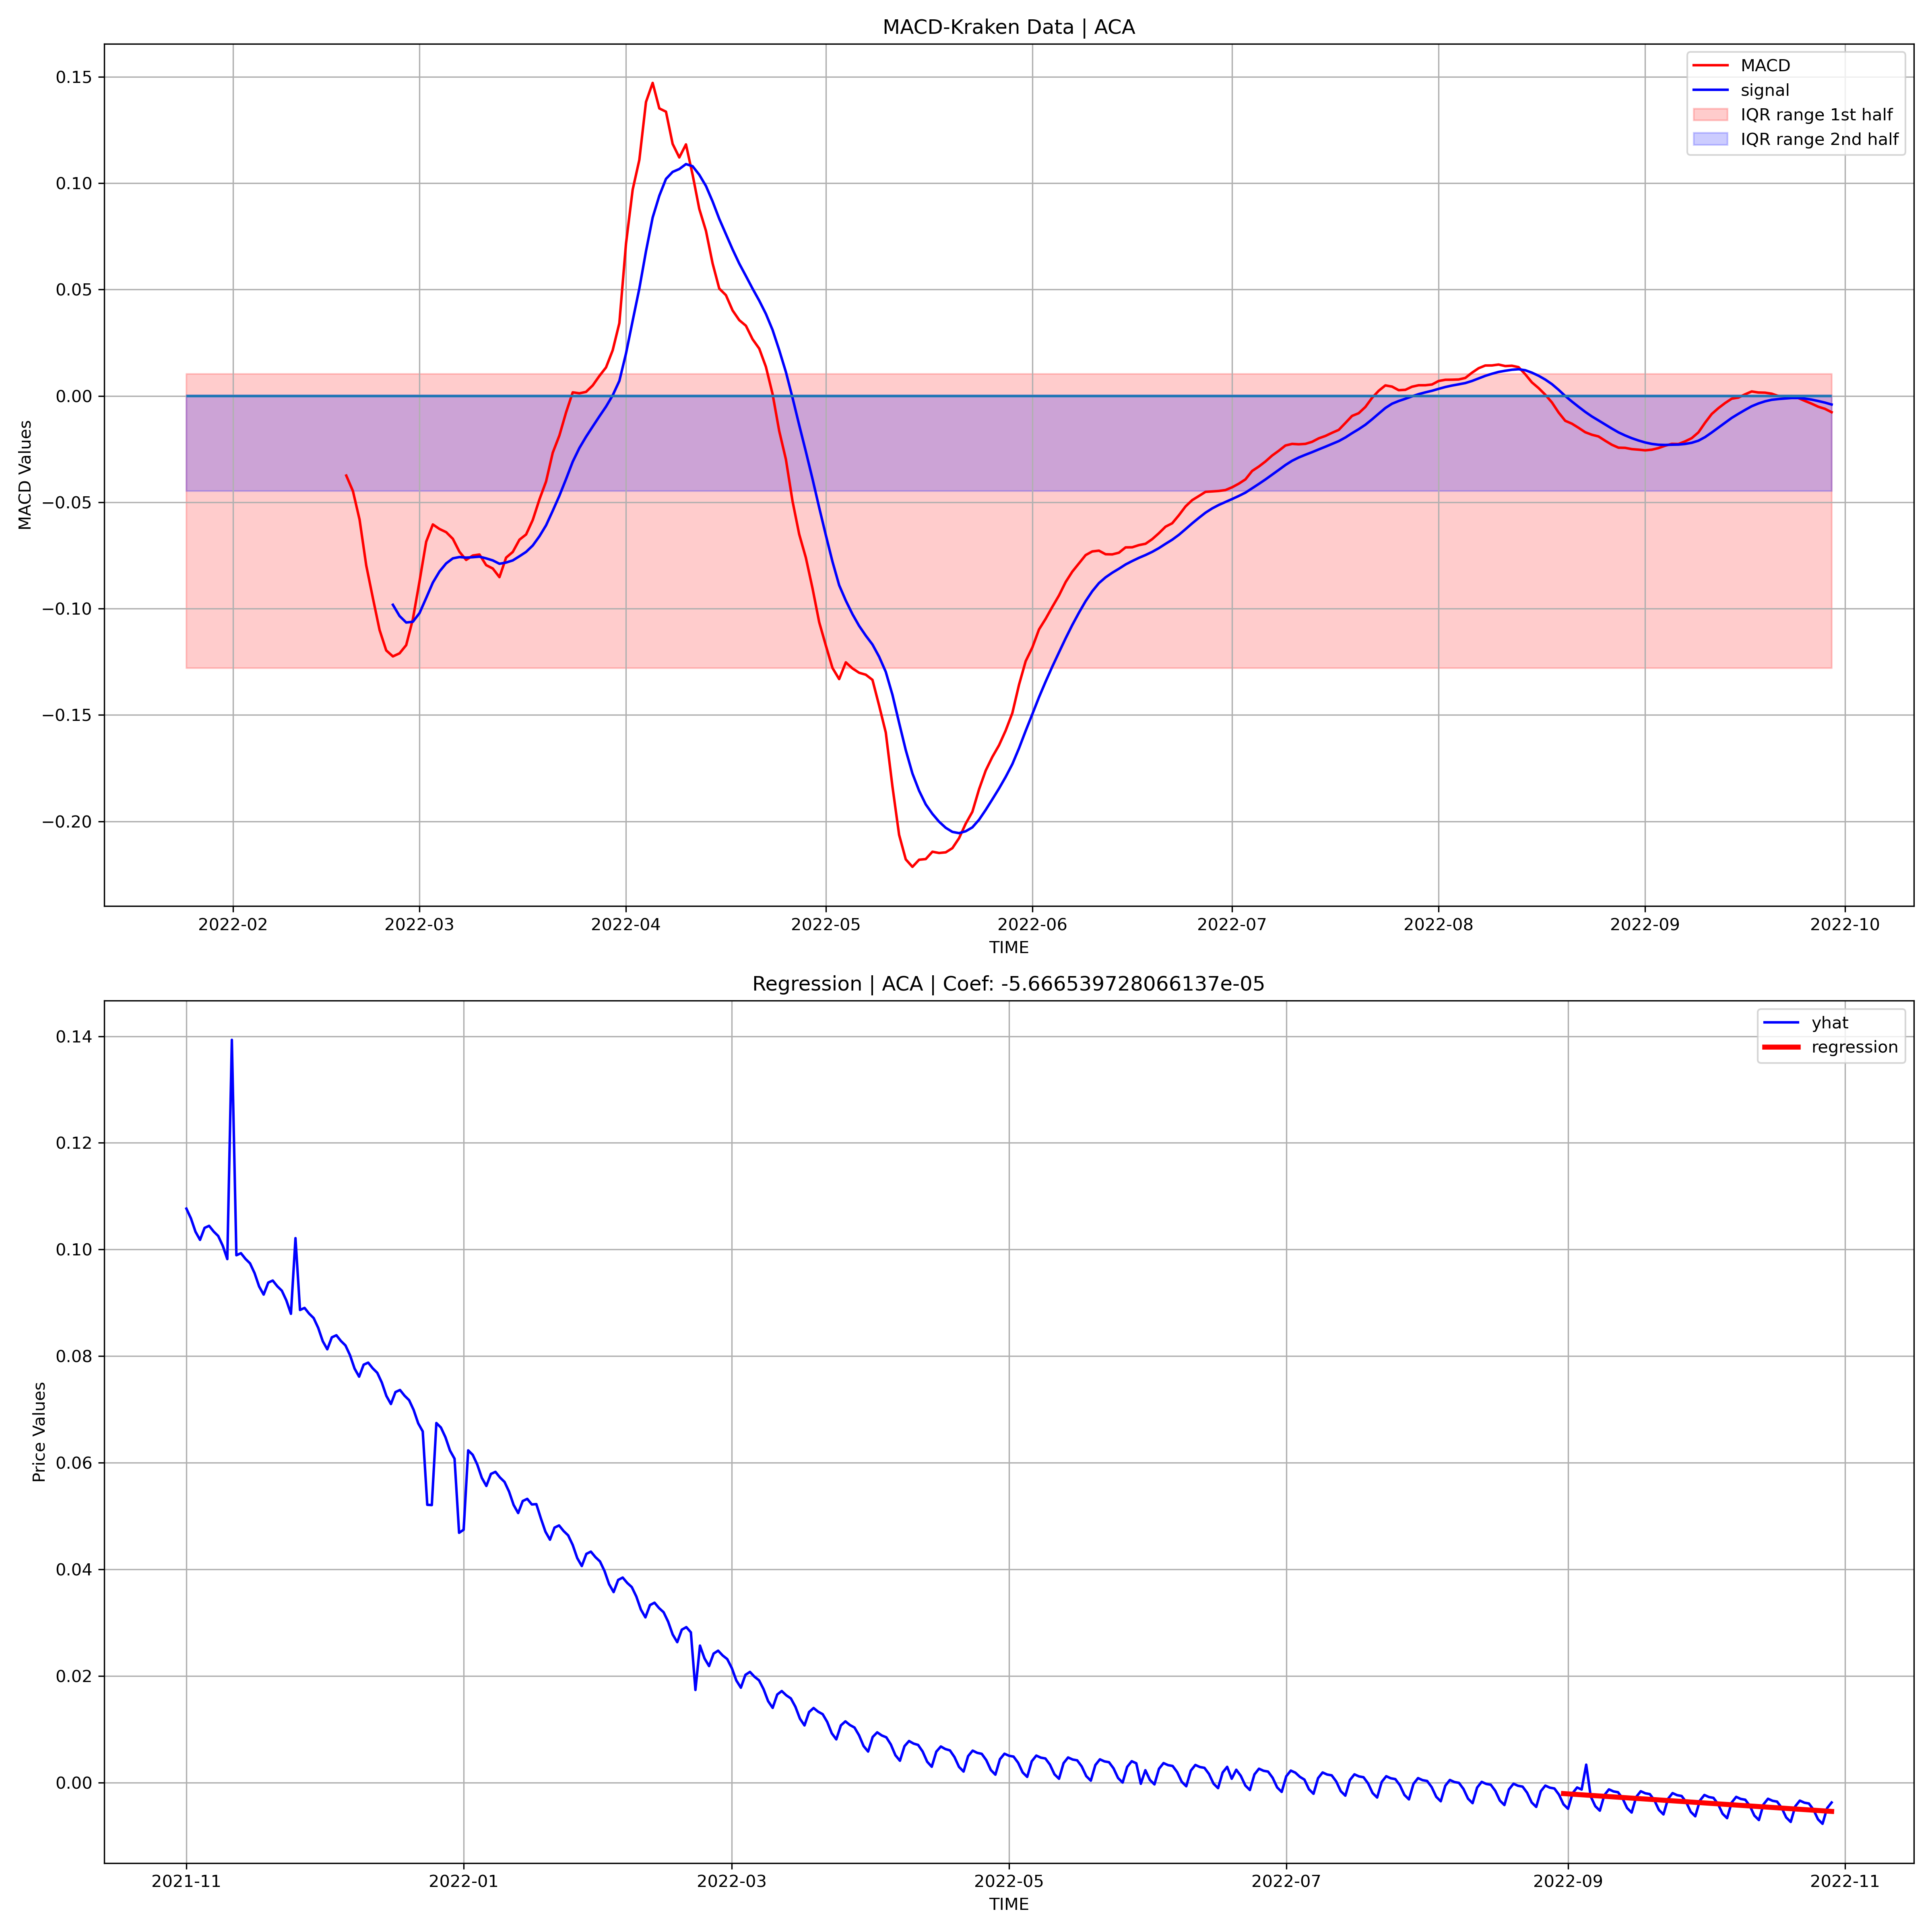 MACD-Kraken Data | ACA
MACD
signal
IQR range 1st half
IQR range 2nd half
0.15
0.10
0.05
0.00
−0.05
−0.10
−0.15
−0.20
MACD Values
2022-02 2022-03 2022-04 2022-05 2022-06 2022-07 2022-08 2022-09 2022-10
TIME
Regression | ACA | Coef: -5.666539728066137e-05
yhat
regression
0.14
0.12
0.10
0.08
0.06
0.04
0.02
0.00
Price Values
2021-11 2022-01 2022-03 2022-05 2022-07 2022-09 2022-11
TIME